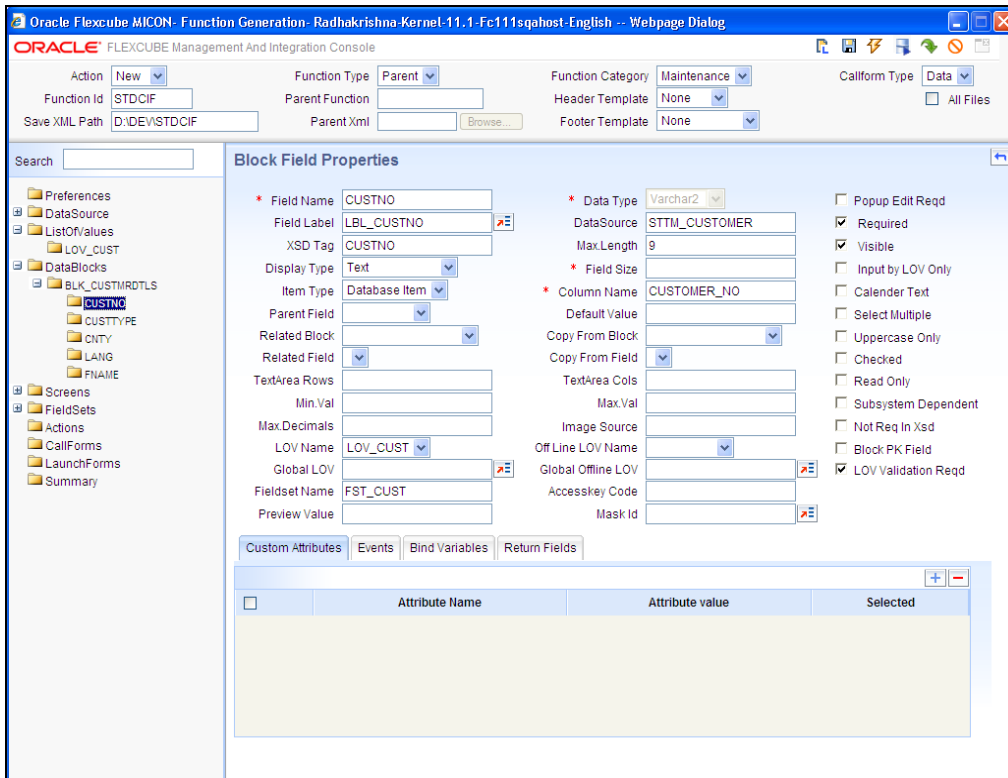 Oracle Flexcube MICON- Function Generation- Radhakrishna-Kernel-11.1-Fc111sqahost-English -- Webpage Dialog
ORACLE FLEXCUBE Management And Integration Console
Action New Function Type Parent Function Category Maintenance Callform Type Data
Function Id STDCIF Parent Function Header Template None All Files
Save XML Path D:\DEV\STDCIF Parent Xml Browse... Footer Template None
Search
Block Field Properties
Preferences
DataSource
ListOfValues
LOV_CUST
DataBlocks
BLK_CUSTMRDTLS
CUSTNO
CUSTTYPE
CNTY
LANG
FNAME
Screens
FieldSets
Actions
CallForms
LaunchForms
Summary
* Field Name CUSTNO * Data Type Varchar2 Popup Edit Reqd
Field Label LBL_CUSTNO DataSource STTM_CUSTOMER Required
XSD Tag CUSTNO Max.Length 9 Visible
Display Type Text * Field Size Input by LOV Only
Item Type Database Item * Column Name CUSTOMER_NO Calender Text
Parent Field Default Value Select Multiple
Related Block Copy From Block Uppercase Only
Related Field Copy From Field Checked
TextArea Rows TextArea Cols Read Only
Min.Val Max.Val Subsystem Dependent
Max.Decimals Image Source Not Req In Xsd
LOV Name LOV_CUST Off Line LOV Name Block PK Field
Global LOV Global Offline LOV LOV Validation Reqd
Fieldset Name FST_CUST Accesskey Code
Preview Value Mask Id
Custom Attributes Events Bind Variables Return Fields
Attribute Name Attribute value Selected